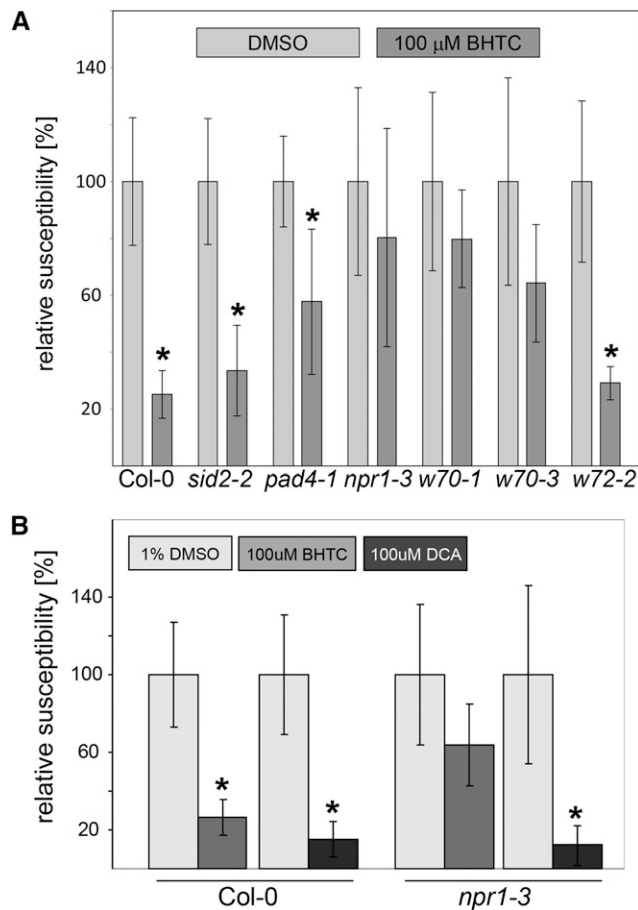 A
DMSO
100 μM BHTC
relative susceptibility [%]
140
100
60
20
*
*
*
*
Col-0 sid2-2 pad4-1 npr1-3 w70-1 w70-3 w72-2
B
1% DMSO
100uM BHTC
100uM DCA
relative susceptibility [%]
140
100
60
20
*
*
*
Col-0
npr1-3